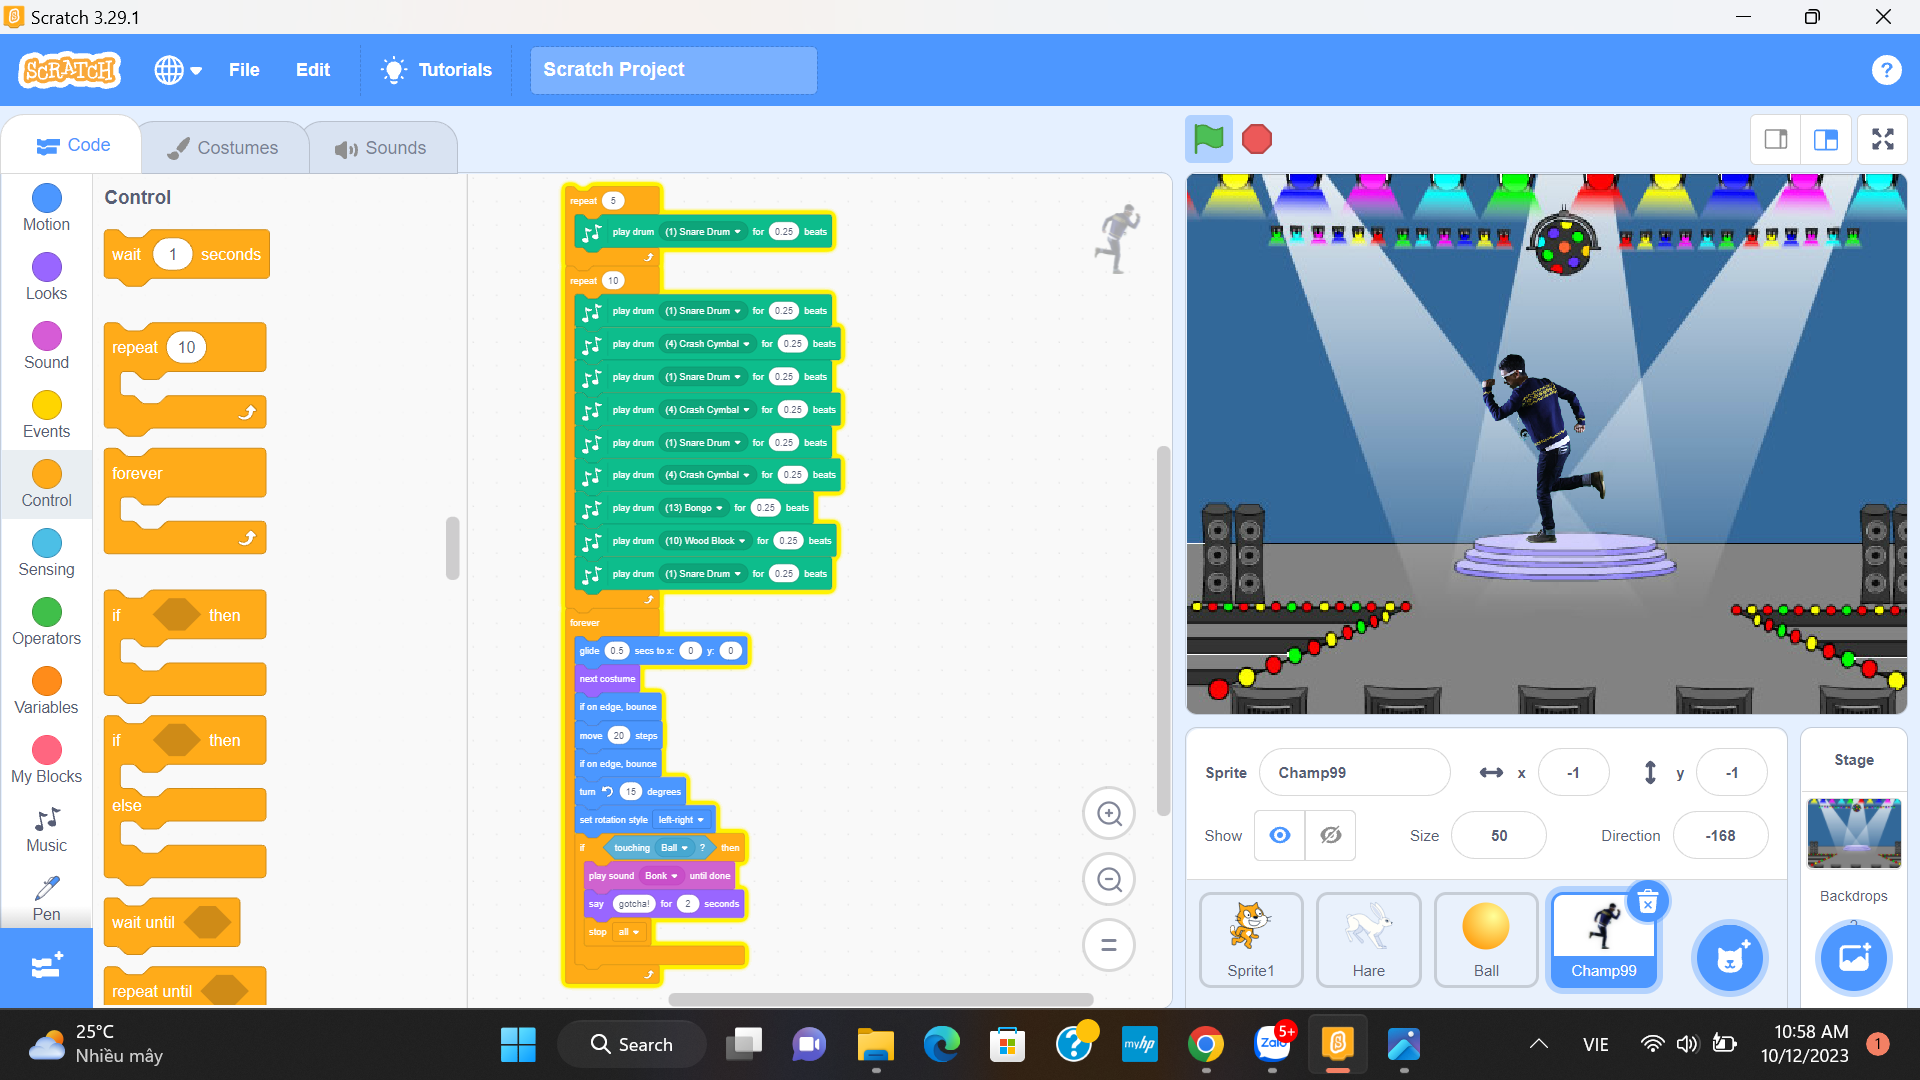 Scratch 3.29.1
SCRATCH
File
Edit
Tutorials
Scratch Project
?
Code
Costumes
Sounds
Motion
Looks
Sound
Events
Control
Sensing
Operators
Variables
My Blocks
Music
Pen
Control
wait 1 seconds
repeat 10
forever
if then
if then
else
wait until
repeat until
repeat 5
play drum (1) Snare Drum for 0.25 beats
repeat 10
play drum (1) Snare Drum for 0.25 beats
play drum (4) Crash Cymbal for 0.25 beats
play drum (1) Snare Drum for 0.25 beats
play drum (4) Crash Cymbal for 0.25 beats
play drum (1) Snare Drum for 0.25 beats
play drum (4) Crash Cymbal for 0.25 beats
play drum (13) Bongo for 0.25 beats
play drum (10) Wood Block for 0.25 beats
play drum (1) Snare Drum for 0.25 beats
forever
glide 0.5 secs to x: 0 y: 0
next costume
if on edge, bounce
move 20 steps
if on edge, bounce
turn 15 degrees
set rotation style left-right
if touching Ball ? then
play sound Bonk until done
say gotcha! for 2 seconds
stop all
Sprite Champ99 x -1 y -1
Show Size 50 Direction -168
Sprite1
Hare
Ball
Champ99
Stage
Backdrops
25°C
Nhiều mây
Search
myhp
Zalo
5+
VIE
10:58 AM
10/12/2023
1